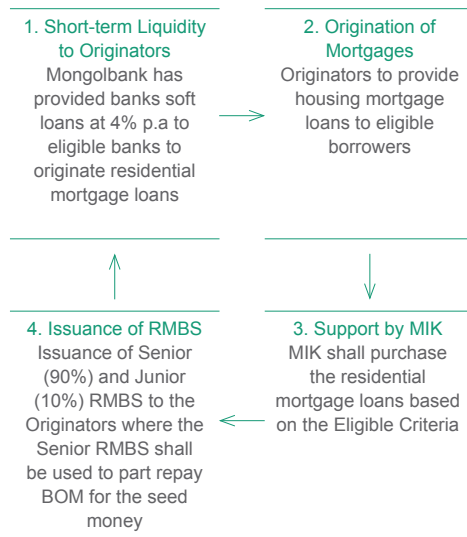 1. Short-term Liquidity
to Originators
Mongolbank has
provided banks soft
loans at 4% p.a to
eligible banks to
originate residential
mortgage loans
2. Origination of
Mortgages
Originators to provide
housing mortgage
loans to eligible
borrowers
3. Support by MIK
MIK shall purchase
the residential
mortgage loans based
on the Eligible Criteria
4. Issuance of RMBS
Issuance of Senior
(90%) and Junior
(10%) RMBS to the
Originators where the
Senior RMBS shall
be used to part repay
BOM for the seed
money